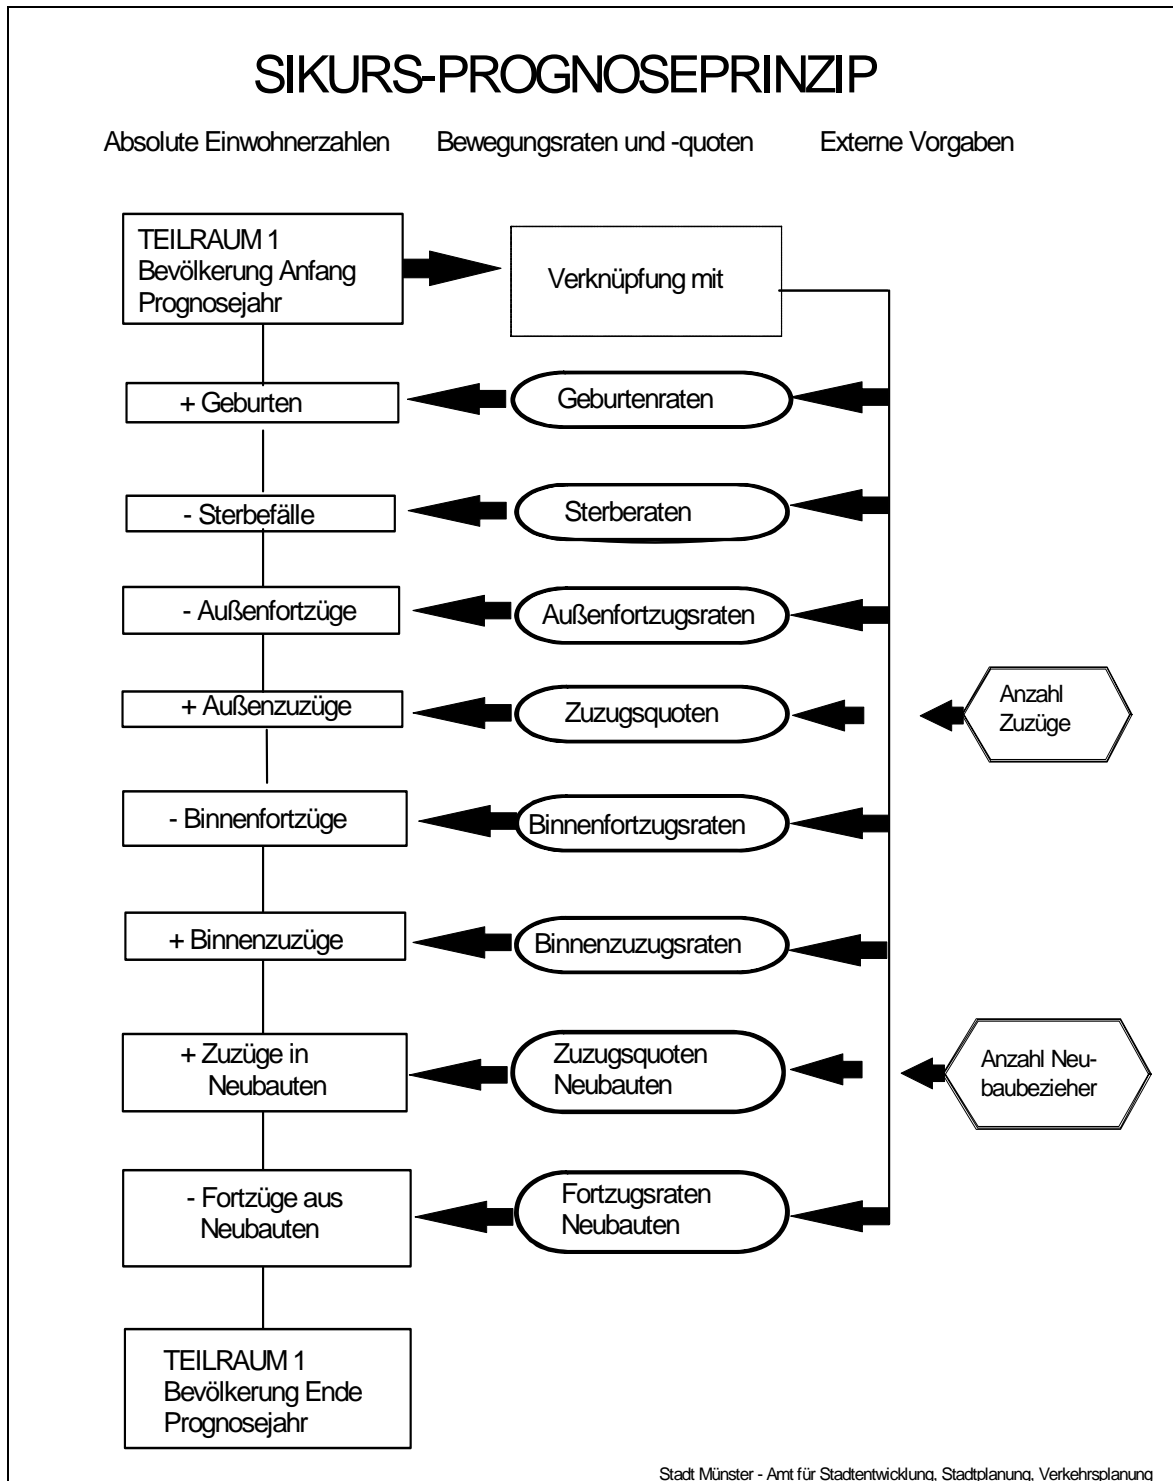 SIKURS-PROGNOSEPRINZIP
Absolute Einwohnerzahlen
Bewegungsraten und -quoten
Externe Vorgaben
TEILRAUM 1
Bevölkerung Anfang
Prognosejahr
Verknüpfung mit
+ Geburten
Geburtenraten
- Sterbefälle
Sterberaten
- Außenfortzüge
Außenfortzugsraten
+ Außenzuzüge
Zuzugsquoten
Anzahl
Zuzüge
- Binnenfortzüge
Binnenfortzugsraten
+ Binnenzuzüge
Binnenzuzugsraten
+ Zuzüge in
Neubauten
Zuzugsquoten
Neubauten
Anzahl Neu-
baubezieher
- Fortzüge aus
Neubauten
Fortzugsraten
Neubauten
TEILRAUM 1
Bevölkerung Ende
Prognosejahr
Stadt Münster - Amt für Stadtentwicklung, Stadtplanung, Verkehrsplanung